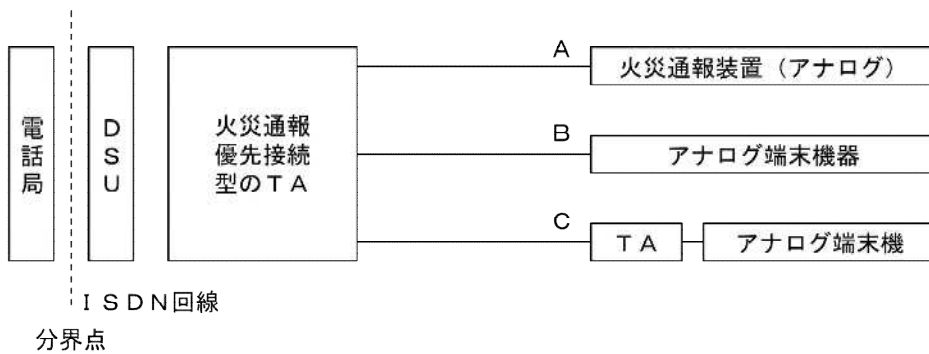 電話局
DSU
火災通報
優先接続
型のTA
A
火災通報装置(アナログ)
B
アナログ端末機器
C
TA
アナログ端末機
ISDN回線
分界点